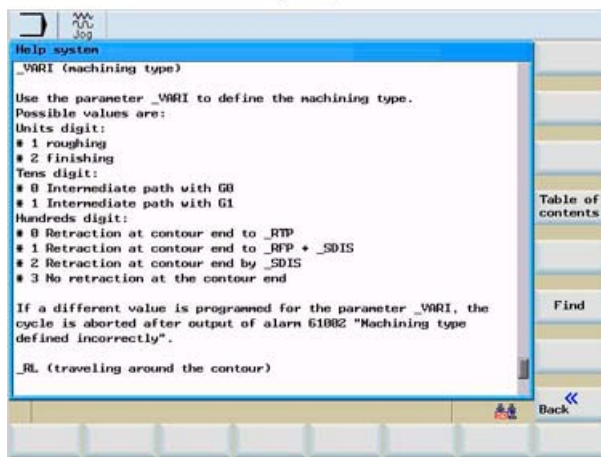 Jog
Help system
_VARI (machining type)
Use the parameter _VARI to define the machining type.
Possible values are:
Units digit:
* 1 roughing
* 2 finishing
Tens digit:
* 0 Intermediate path with G0
* 1 Intermediate path with G1
Hundreds digit:
* 0 Retraction at contour end to _RTP
* 1 Retraction at contour end to _RFP + _SDIS
* 2 Retraction at contour end by _SDIS
* 3 No retraction at the contour end
If a different value is programmed for the parameter _VARI, the
cycle is aborted after output of alarm 61002 "Machining type
defined incorrectly".
_RL (traveling around the contour)
Table of
contents
Find
Back